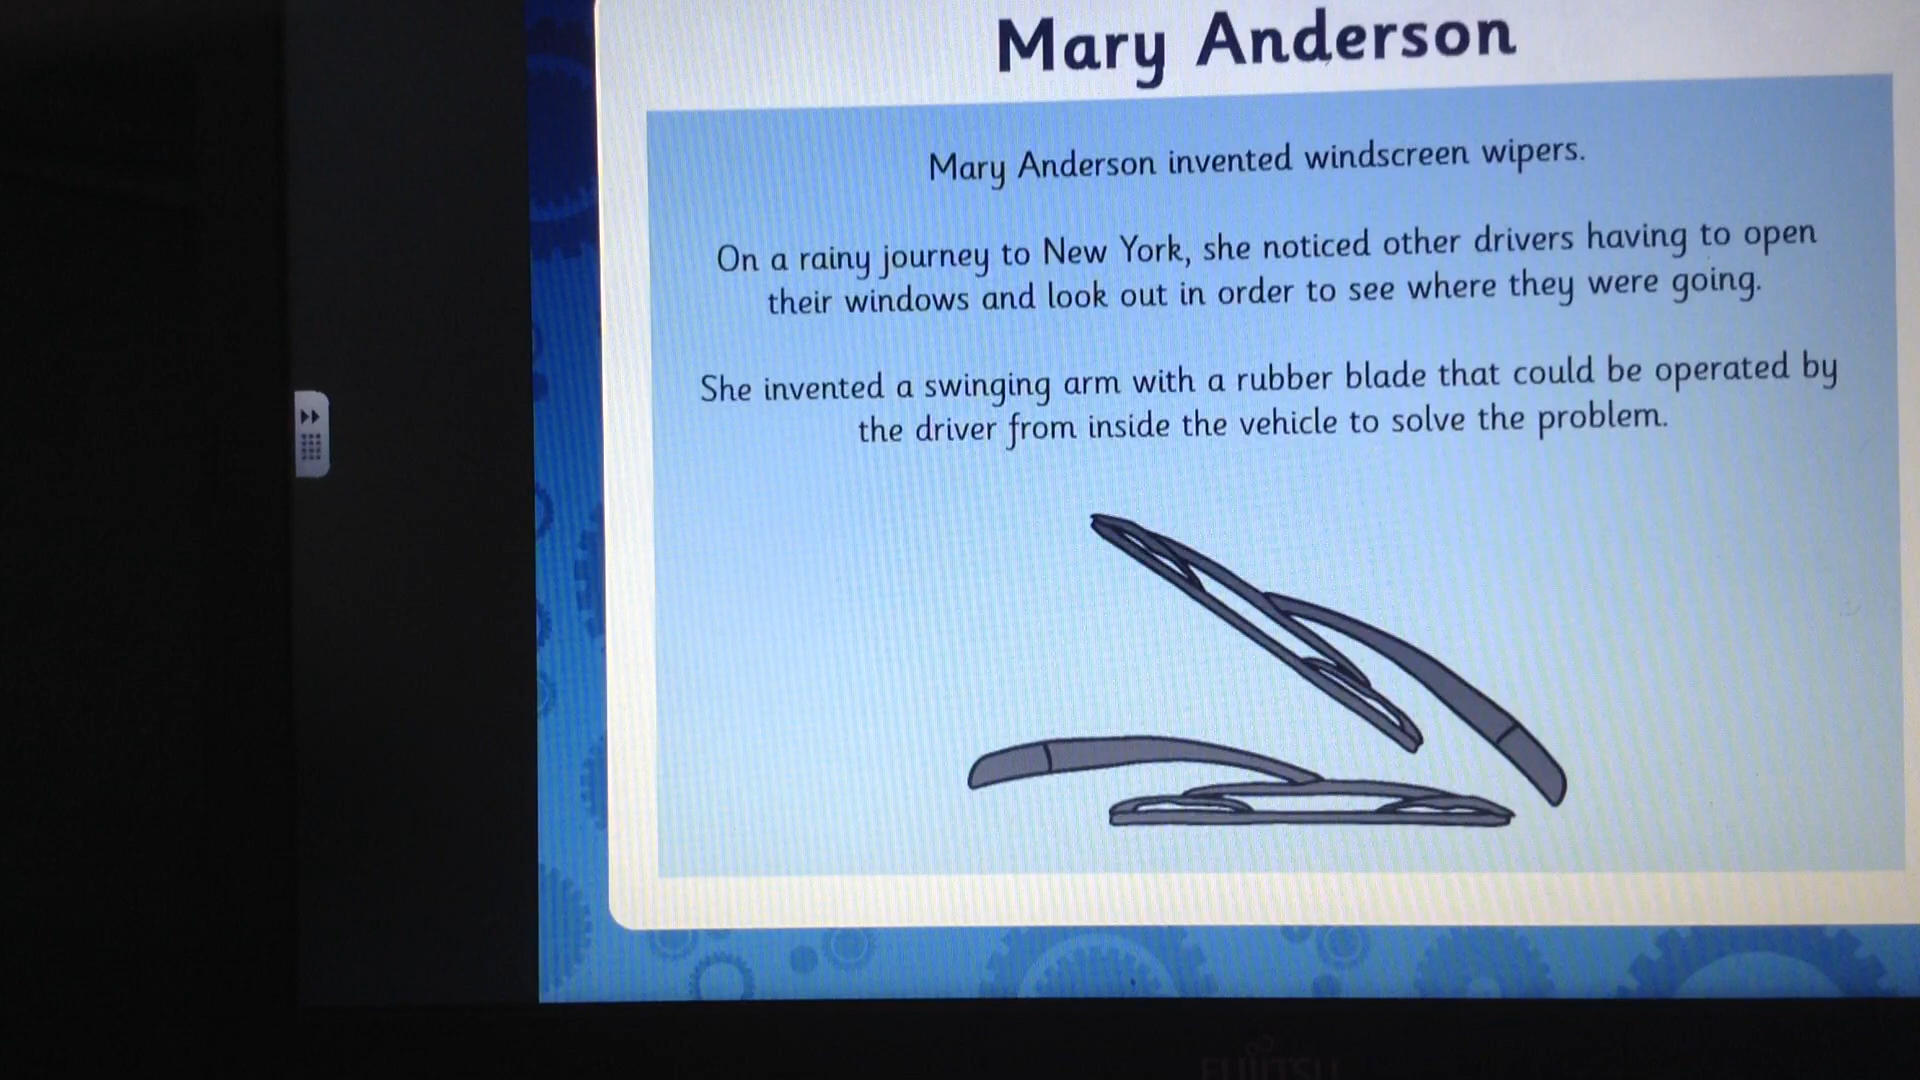 Mary Anderson
Mary Anderson invented windscreen wipers.
On a rainy journey to New York, she noticed other drivers having to open
their windows and look out in order to see where they were going.
She invented a swinging arm with a rubber blade that could be operated by
the driver from inside the vehicle to solve the problem.
FUJITSU